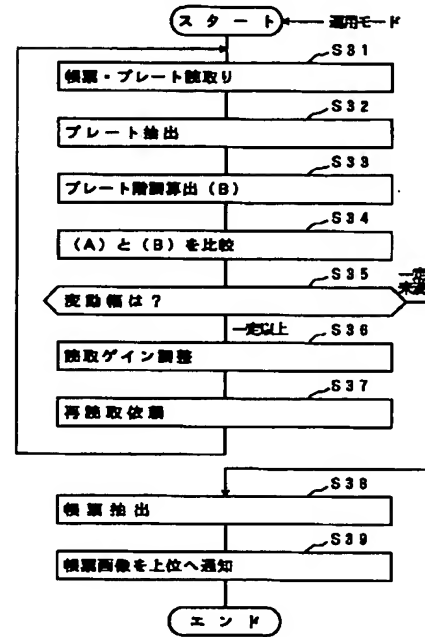 スタート
運用モード
S31
帳票・プレート読取り
S32
プレート抽出
S33
プレート階調算出（B）
S34
（A）と（B）を比較
S35
変動幅は？
一定
未満
一定以上
S36
読取ゲイン調整
S37
再読取依頼
S38
帳票抽出
S39
帳票画像を上位へ通知
エンド